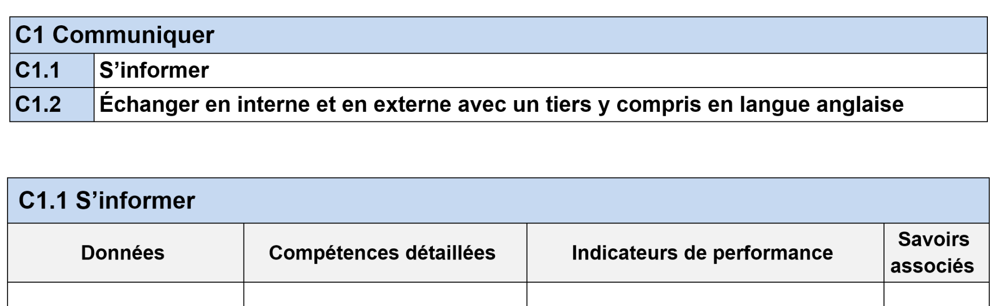 C1 Communiquer
C1.1 S’informer
C1.2 Échanger en interne et en externe avec un tiers y compris en langue anglaise
C1.1 S’informer
Données
Compétences détaillées
Indicateurs de performance
Savoirs
associés